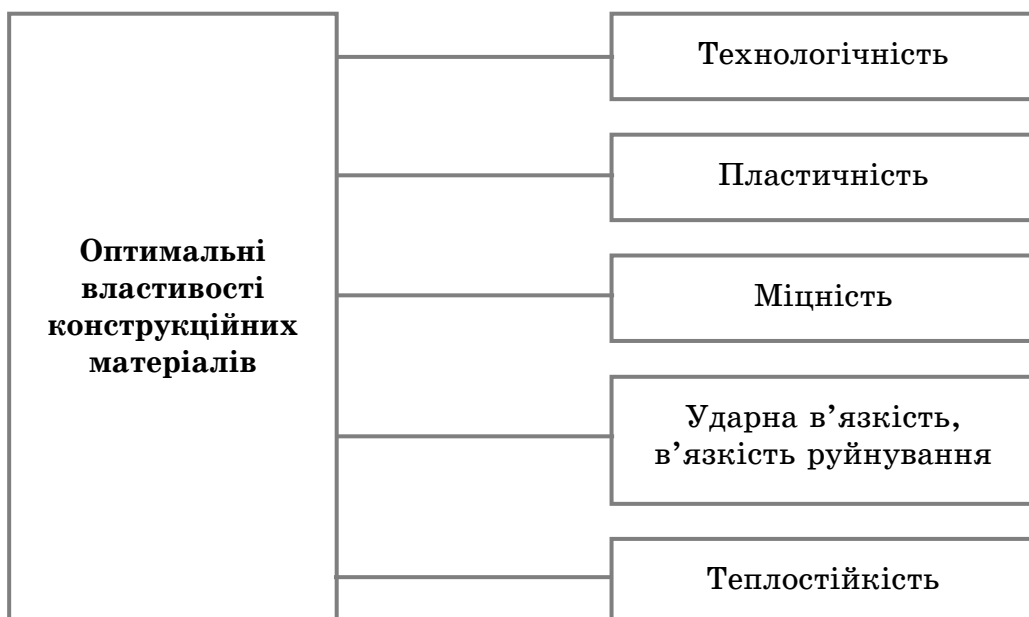 Оптимальні
властивості
конструкційних
матеріалів
Технологічність
Пластичність
Міцність
Ударна в’язкість,
в’язкість руйнування
Теплостійкість